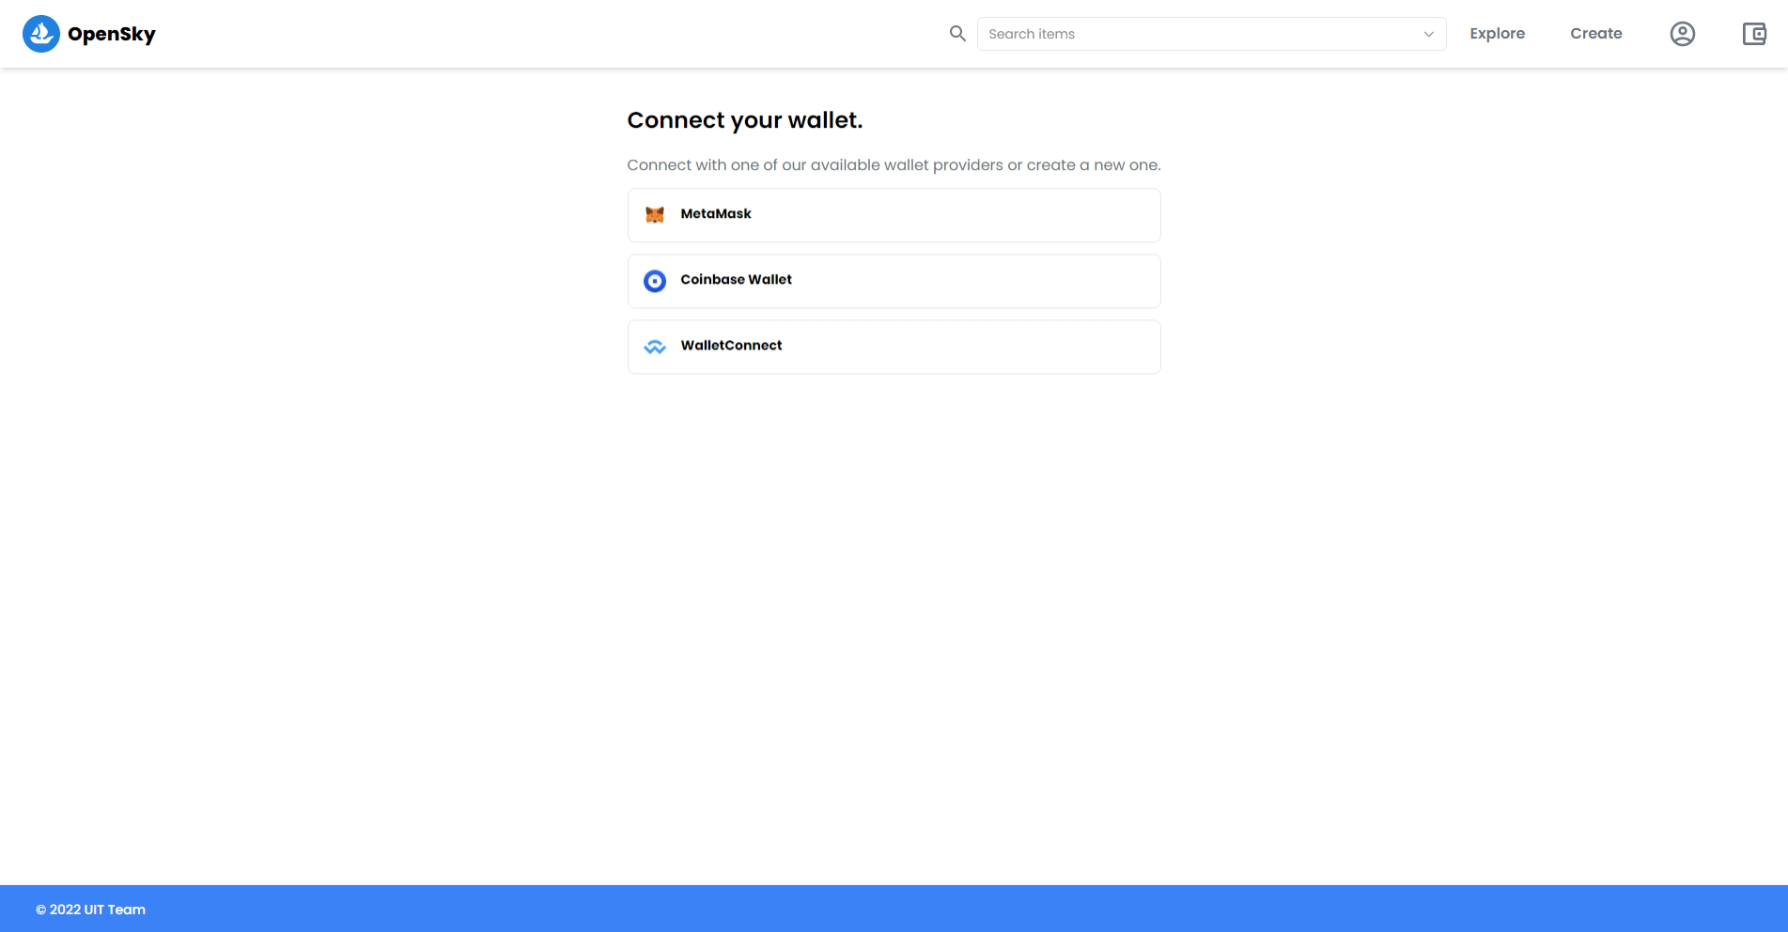 OpenSky
Search items
Explore
Create
Connect your wallet.
Connect with one of our available wallet providers or create a new one.
MetaMask
Coinbase Wallet
WalletConnect
© 2022 UIT Team